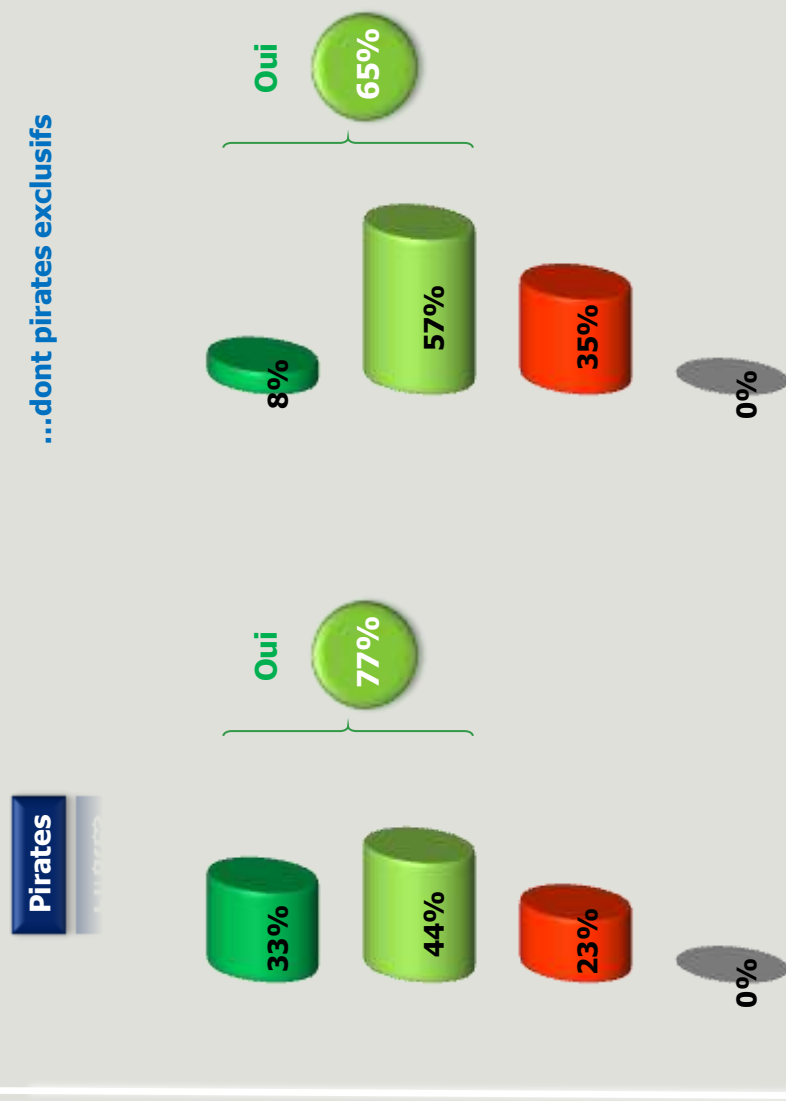 Pirates
...dont pirates exclusifs
Oui
77%
33%
44%
23%
0%
Oui
65%
8%
57%
35%
0%